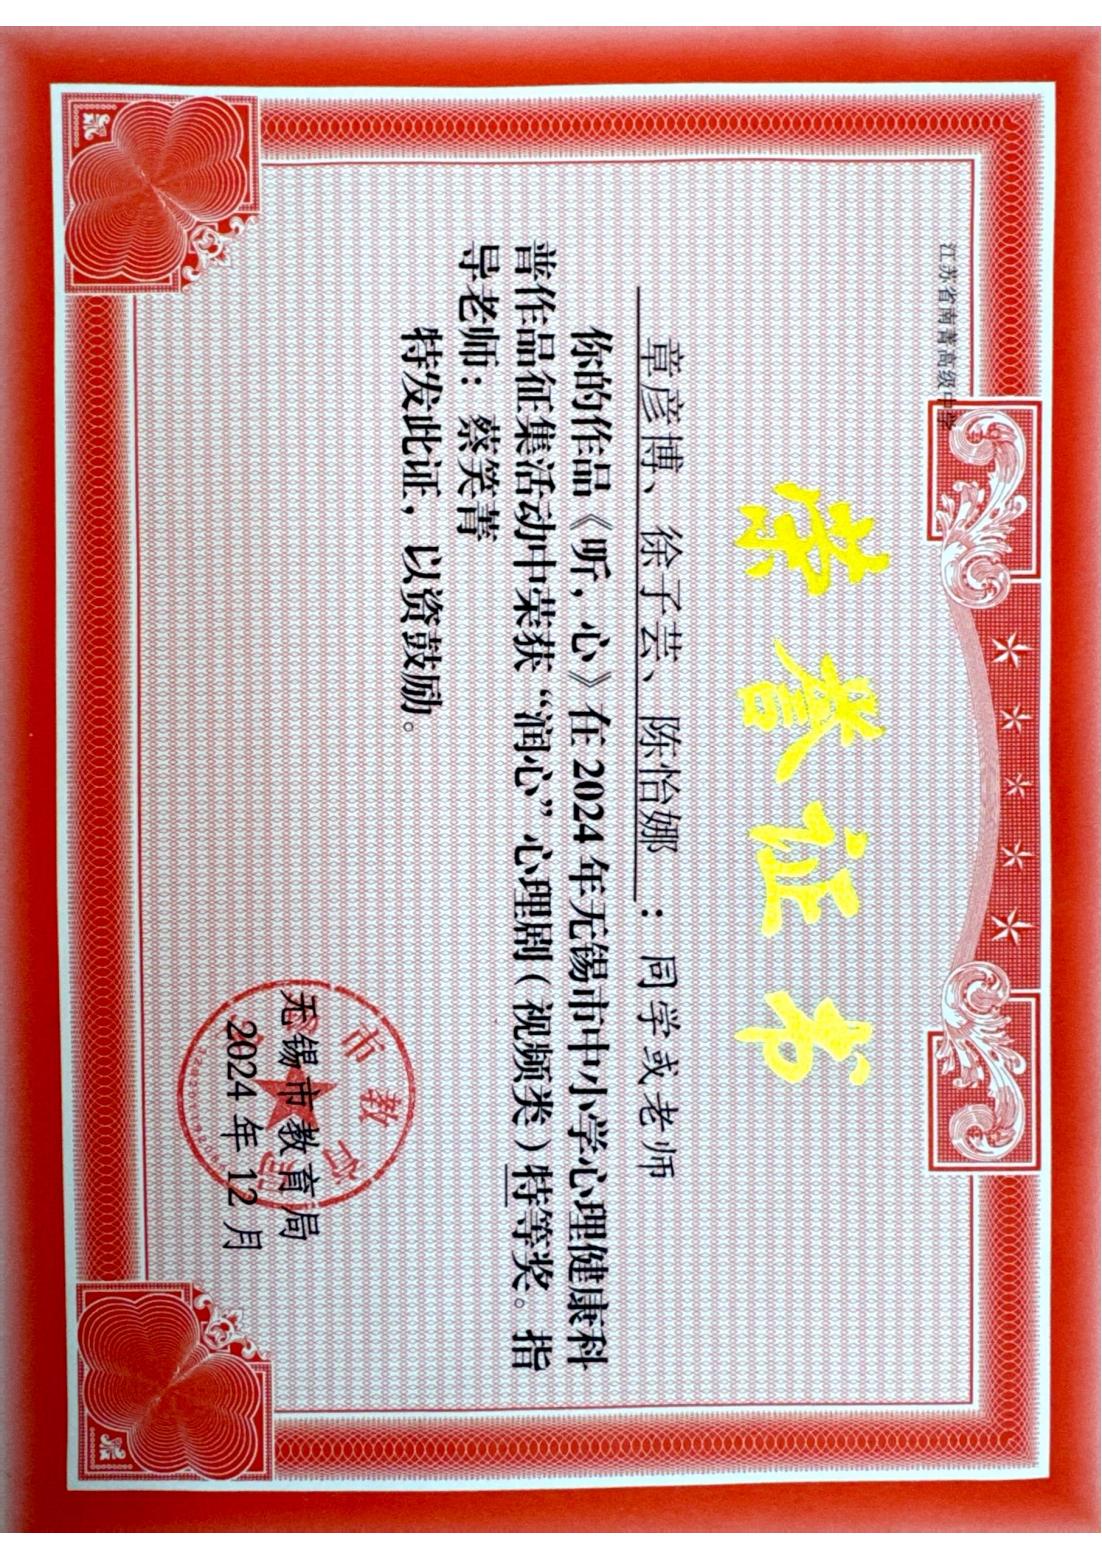 江苏省南菁高级中学
荣誉证书
章彦博、徐子芸、陈怡娜：同学或老师
你的作品《听，心》在2024年无锡市中小学心理健康科
普作品征集活动中荣获“润心”心理剧（视频类）特等奖。指
导老师：蔡笑菁
特发此证，以资鼓励。
无锡市教育局
2024年12月